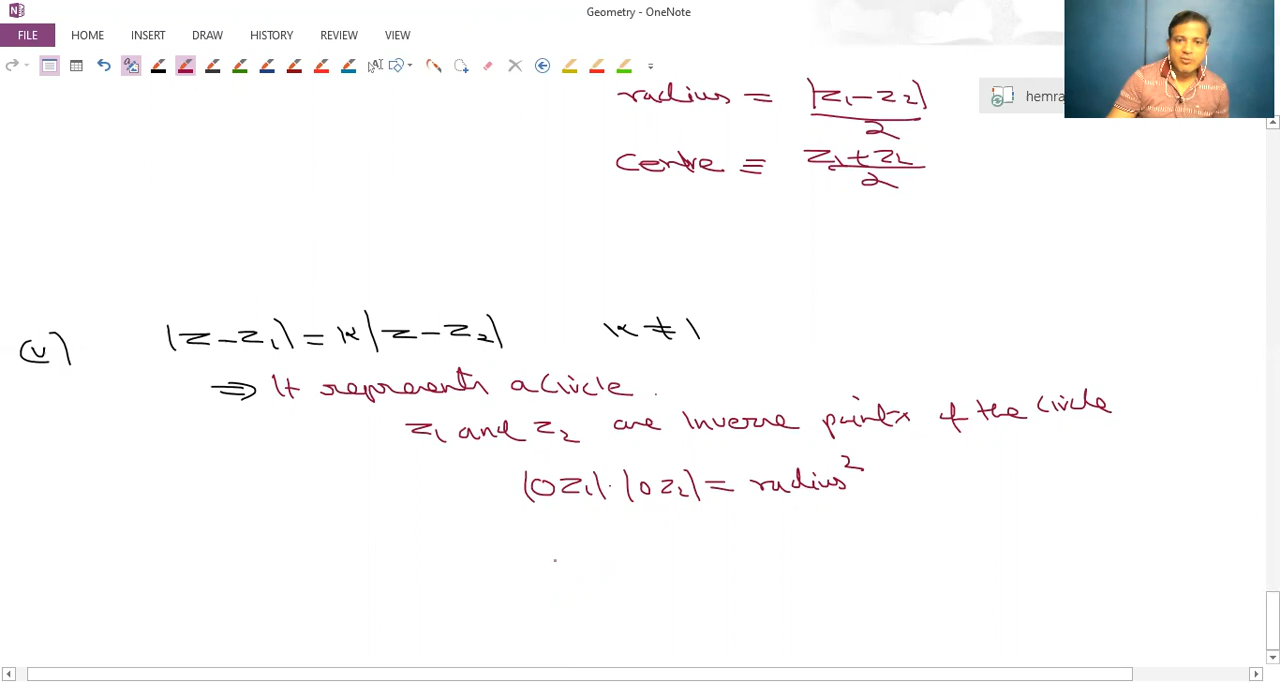 Geometry - OneNote
FILE HOME INSERT DRAW HISTORY REVIEW VIEW
hemra
radius = |z₁-z₂|/2
centre ≡ z₁+z₂/2
(v) |z-z₁| = k|z-z₂| k ≠ 1
⇒ It represents a circle.
z₁ and z₂ are inverse points of the circle
|oz₁|·|oz₂| = radius²